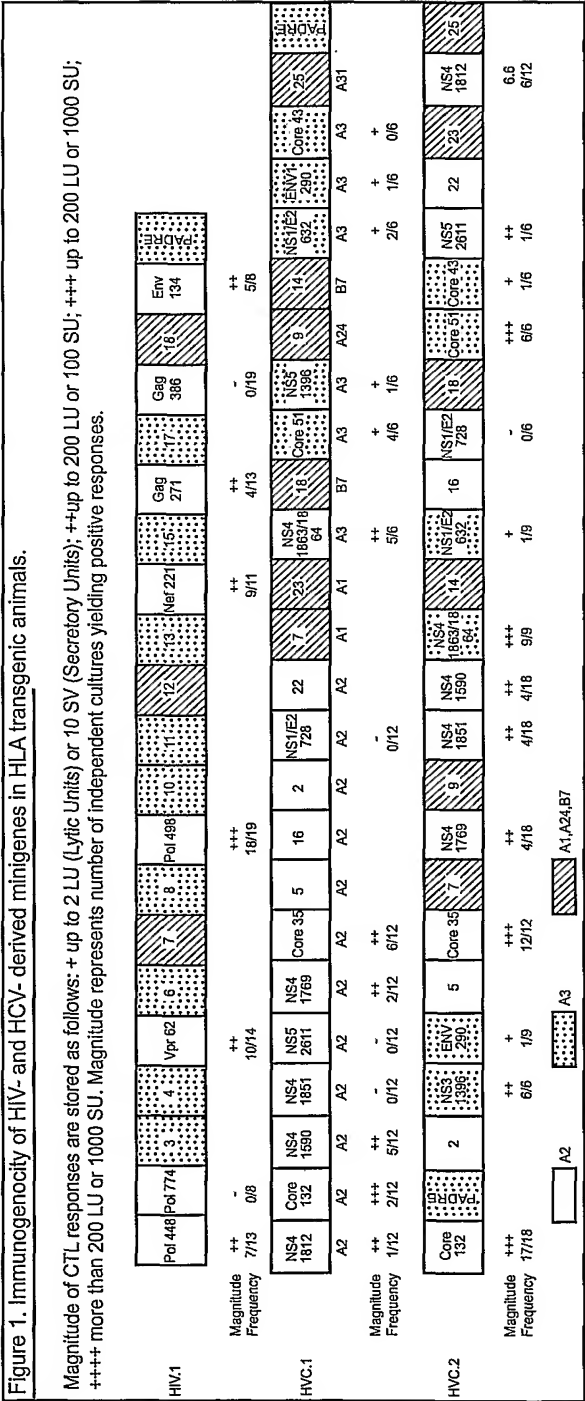 Figure 1. Immunogenocity of HIV- and HCV- derived minigenes in HLA transgenic animals.
Magnitude of CTL responses are stored as follows: + up to 2 LU (Lytic Units) or 10 SV (Secretory Units); ++up to 200 LU or 100 SU; +++ up to 200 LU or 1000 SU;
++++ more than 200 LU or 1000 SU. Magnitude represents number of independent cultures yielding positive responses.
HIV.1 Pol 448 Pol 774 3 4 Vpr 62 6 7 8 Pol 498 10 11 12 13 Nef 221 15 Gag 271 17 Gag 386 Env 134 PADRE
Magnitude ++ - ++ +++ ++ ++ - ++
Frequency 7/13 0/8 10/14 18/19 9/11 4/13 0/19 5/8
HVC.1 NS4 1812 Core 132 NS4 1590 NS4 1851 NS5 2611 NS4 1769 Core 35 5 16 2 NS1/E2 728 22 7 23 NS4 1863/18 64 18 Core 51 NS5 1396 9 14 NS1/E2 632 ENV1 290 Core 43 25 PADRE
A2 A2 A2 A2 A2 A2 A2 A2 A2 A2 A2 A2 A1 A1 A3 B7 A3 A3 A24 B7 A3 A3 A3 A31
Magnitude ++ +++ ++ - - ++ ++ - ++ + + + + +
Frequency 1/12 2/12 5/12 0/12 0/12 2/12 6/12 0/12 5/6 4/6 1/6 2/6 1/6 0/6
HVC.2 Core 132 PADRE 2 NS3 1396 ENV 290 5 Core 35 7 NS4 1769 9 NS4 1851 NS4 1590 NS4 1863/18 64 14 NS1/E2 632 16 NS1/E2 728 18 Core 51 Core 43 NS5 2611 22 23 NS4 1812 25
Magnitude +++ ++ + +++ ++ ++ ++ +++ + - +++ + ++ 6.6
Frequency 17/18 6/6 1/9 12/12 4/18 4/18 4/18 9/9 1/9 0/6 6/6 1/6 1/6 6/12
A2 A3 A1,A24,B7